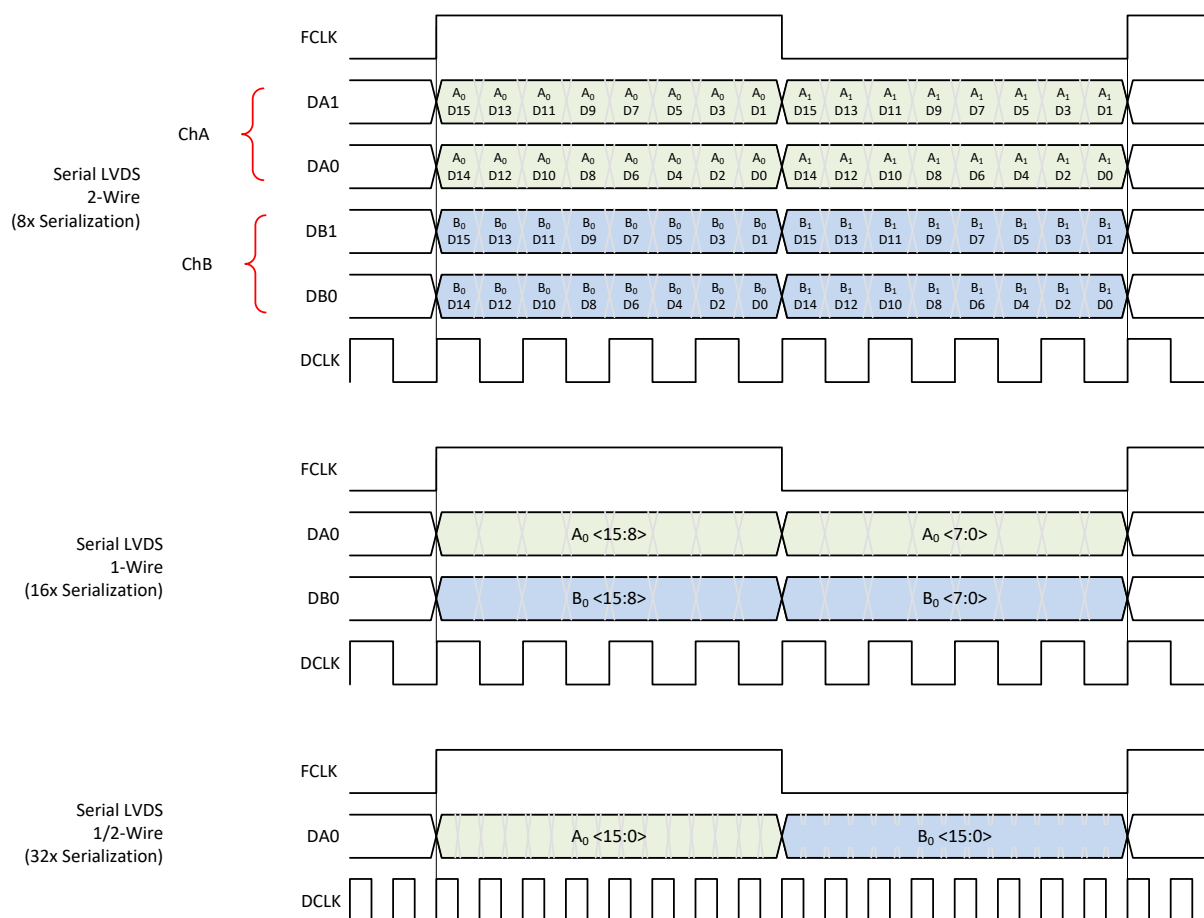 FCLK
DA1
A₀ A₀ A₀ A₀ A₀ A₀ A₀ A₀ A₁ A₁ A₁ A₁ A₁ A₁ A₁ A₁
D15 D13 D11 D9 D7 D5 D3 D1 D15 D13 D11 D9 D7 D5 D3 D1
ChA
DA0
A₀ A₀ A₀ A₀ A₀ A₀ A₀ A₀ A₁ A₁ A₁ A₁ A₁ A₁ A₁ A₁
D14 D12 D10 D8 D6 D4 D2 D0 D14 D12 D10 D8 D6 D4 D2 D0
Serial LVDS
2-Wire
(8x Serialization)
DB1
B₀ B₀ B₀ B₀ B₀ B₀ B₀ B₀ B₁ B₁ B₁ B₁ B₁ B₁ B₁ B₁
D15 D13 D11 D9 D7 D5 D3 D1 D15 D13 D11 D9 D7 D5 D3 D1
ChB
DB0
B₀ B₀ B₀ B₀ B₀ B₀ B₀ B₀ B₁ B₁ B₁ B₁ B₁ B₁ B₁ B₁
D14 D12 D10 D8 D6 D4 D2 D0 D14 D12 D10 D8 D6 D4 D2 D0
DCLK
FCLK
Serial LVDS
1-Wire
(16x Serialization)
DA0 A₀ <15:8> A₀ <7:0>
DB0 B₀ <15:8> B₀ <7:0>
DCLK
FCLK
Serial LVDS
1/2-Wire
(32x Serialization)
DA0 A₀ <15:0> B₀ <15:0>
DCLK